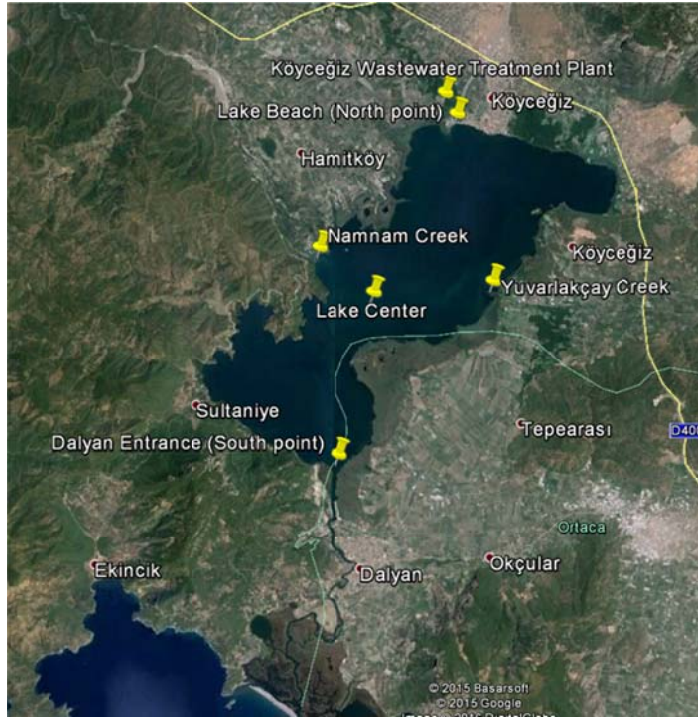 Köyceğiz Wastewater Treatment Plant
Köyceğiz
Lake Beach (North point)
Hamitköy
Namnam Creek
Köyceğiz
Yuvarlakçay Creek
Lake Center
Sultaniye
Tepearası
D400
Dalyan Entrance (South point)
Ortaca
Ekincik
Dalyan
Okçular
© 2015 Basarsoft
© 2015 Google